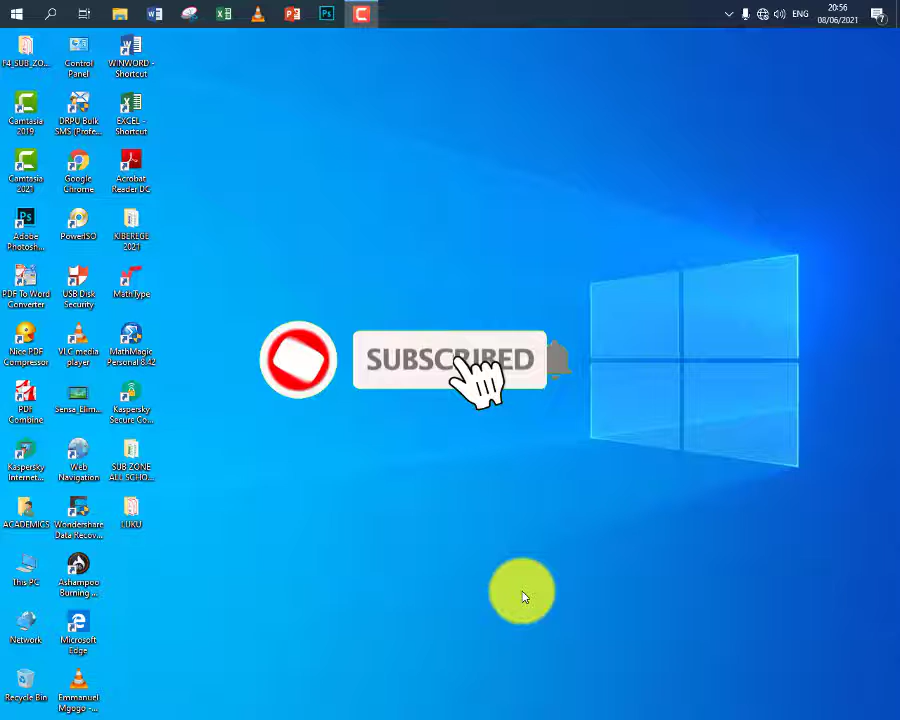 ENG
20:56
08/06/2021
7
F4_SUB_ZO...
Control
Panel
WINWORD -
Shortcut
Camtasia
2019
DRPU Bulk
SMS (Profe...
EXCEL -
Shortcut
Camtasia
2021
Google
Chrome
Acrobat
Reader DC
Adobe
Photosh...
PowerISO
KIBEREGE
2021
PDF To Word
Converter
USB Disk
Security
MathType
Nice PDF
Compressor
VLC media
player
MathMagic
Personal 8.42
PDF
Combine
Sensa_Elim...
Kaspersky
Secure Co...
Kaspersky
Internet...
Web
Navigation
SUB ZONE
ALL SCHO...
ACADEMICS
Wondershare
Data Recov...
This PC
Ashampoo
Burning ...
Network
Microsoft
Edge
Recycle Bin
Emmanuel
Mgogo -...
SUBSCRIBED